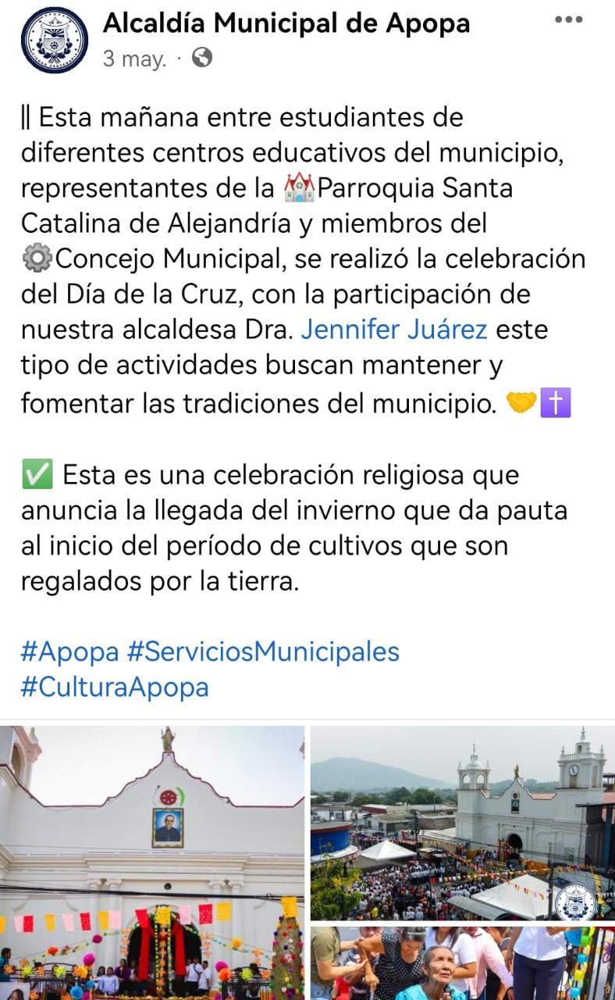 Alcaldía Municipal de Apopa
3 may. ·
|| Esta mañana entre estudiantes de
diferentes centros educativos del municipio,
representantes de la 💒Parroquia Santa
Catalina de Alejandría y miembros del
⚙️Concejo Municipal, se realizó la celebración
del Día de la Cruz, con la participación de
nuestra alcaldesa Dra. Jennifer Juárez este
tipo de actividades buscan mantener y
fomentar las tradiciones del municipio. 🤝✝️
✅ Esta es una celebración religiosa que
anuncia la llegada del invierno que da pauta
al inicio del período de cultivos que son
regalados por la tierra.
#Apopa #ServiciosMunicipales
#CulturaApopa